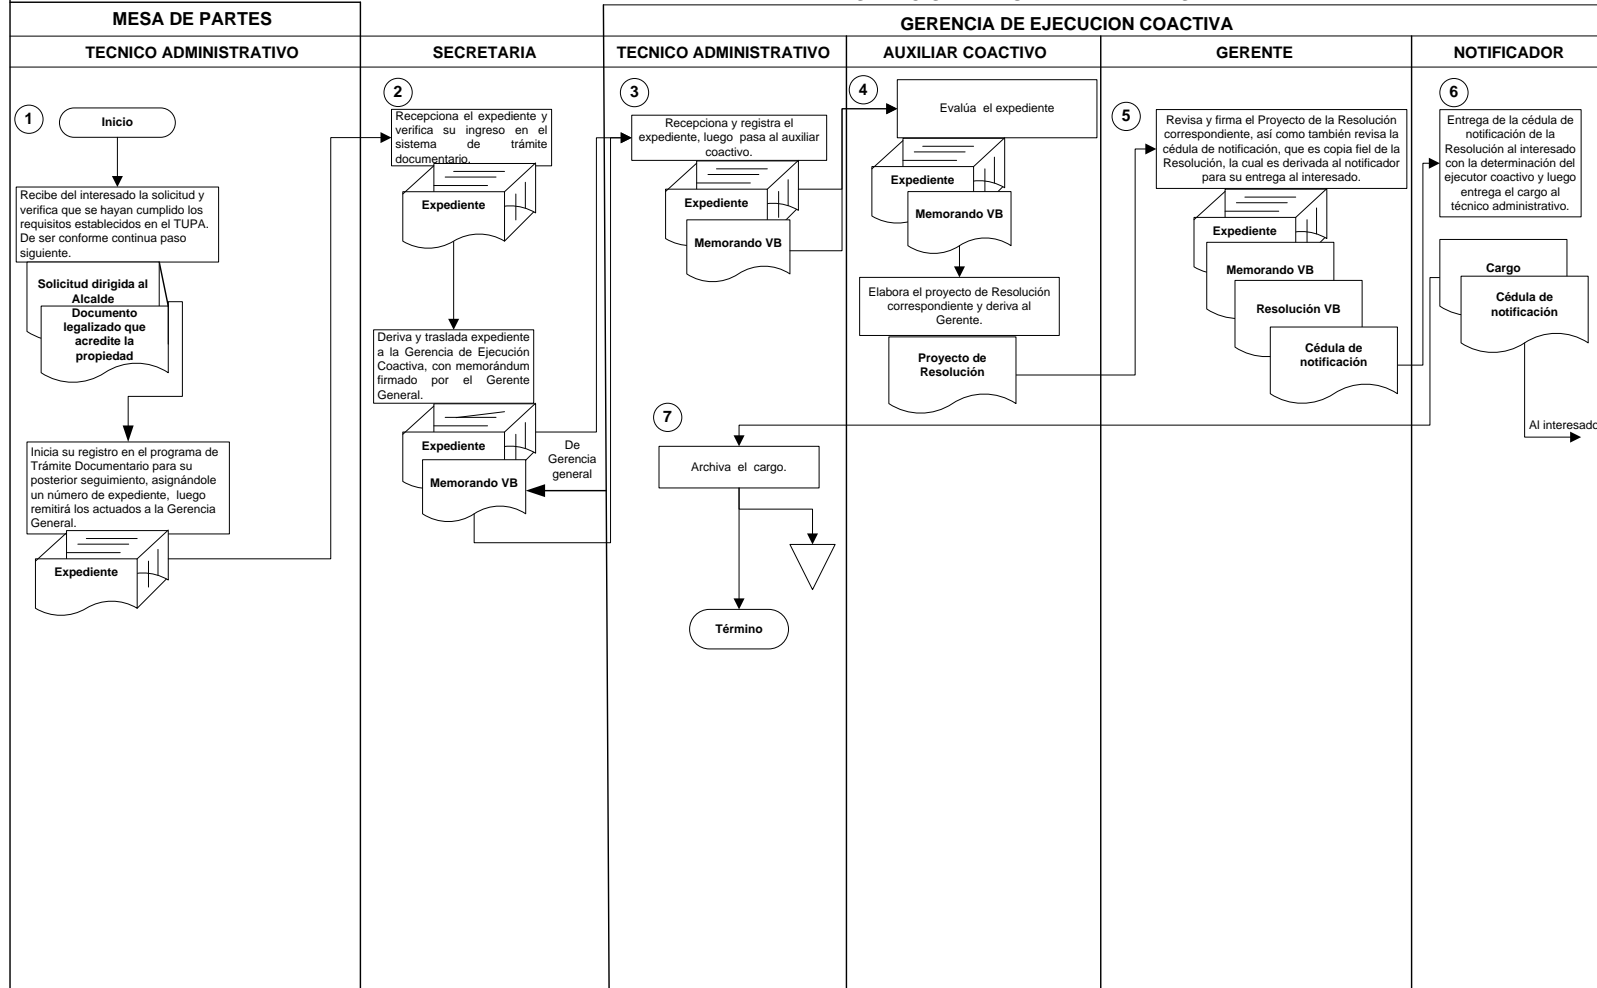 MESA DE PARTES
GERENCIA DE EJECUCION COACTIVA
TECNICO ADMINISTRATIVO
SECRETARIA
TECNICO ADMINISTRATIVO
AUXILIAR COACTIVO
GERENTE
NOTIFICADOR
1
Inicio
Recibe del interesado la solicitud y
verifica que se hayan cumplido los
requisitos establecidos en el TUPA.
De ser conforme continua paso
siguiente.
Solicitud dirigida al
Alcalde
Documento
legalizado que
acredite la
propiedad
Inicia su registro en el programa de
Trámite Documentario para su
posterior seguimiento, asignándole
un número de expediente, luego
remitirá los actuados a la Gerencia
General.
Expediente
2
Recepciona el expediente y
verifica su ingreso en el
sistema de trámite
documentario.
Expediente
Deriva y traslada expediente
a la Gerencia de Ejecución
Coactiva, con memorándum
firmado por el Gerente
General.
Expediente
Memorando VB
De
Gerencia
general
3
Recepciona y registra el
expediente, luego pasa al auxiliar
coactivo.
Expediente
Memorando VB
4
Evalúa el expediente
Expediente
Memorando VB
Elabora el proyecto de Resolución
correspondiente y deriva al
Gerente.
Proyecto de
Resolución
5
Revisa y firma el Proyecto de la Resolución
correspondiente, así como también revisa la
cédula de notificación, que es copia fiel de la
Resolución, la cual es derivada al notificador
para su entrega al interesado.
Expediente
Memorando VB
Resolución VB
Cédula de
notificación
6
Entrega de la cédula de
notificación de la
Resolución al interesado
con la determinación del
ejecutor coactivo y luego
entrega el cargo al
técnico administrativo.
Cargo
Cédula de
notificación
Al interesado
7
Archiva el cargo.
Término